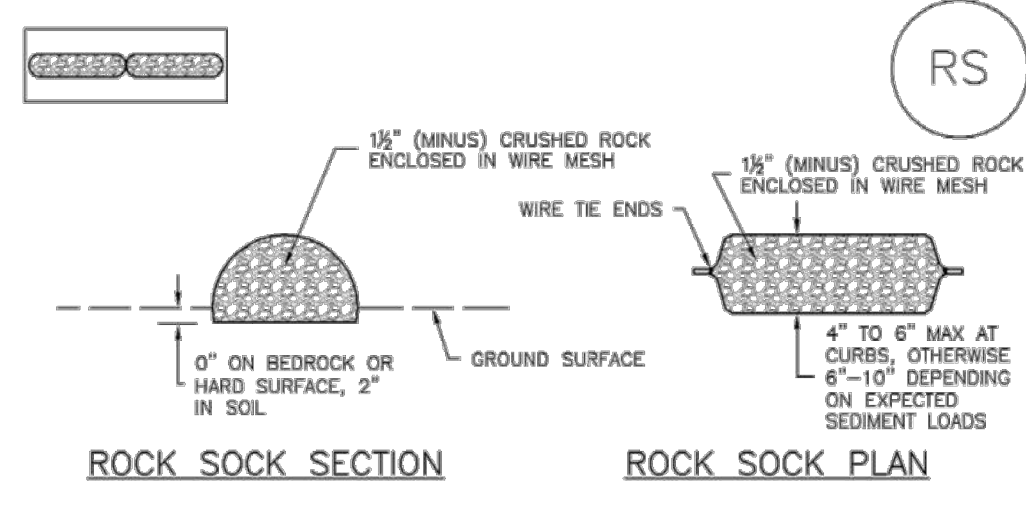 RS
1½" (MINUS) CRUSHED ROCK
ENCLOSED IN WIRE MESH
GROUND SURFACE
0" ON BEDROCK OR
HARD SURFACE, 2"
IN SOIL
ROCK SOCK SECTION
1½" (MINUS) CRUSHED ROCK
ENCLOSED IN WIRE MESH
WIRE TIE ENDS
4" TO 6" MAX AT
CURBS, OTHERWISE
6"-10" DEPENDING
ON EXPECTED
SEDIMENT LOADS
ROCK SOCK PLAN